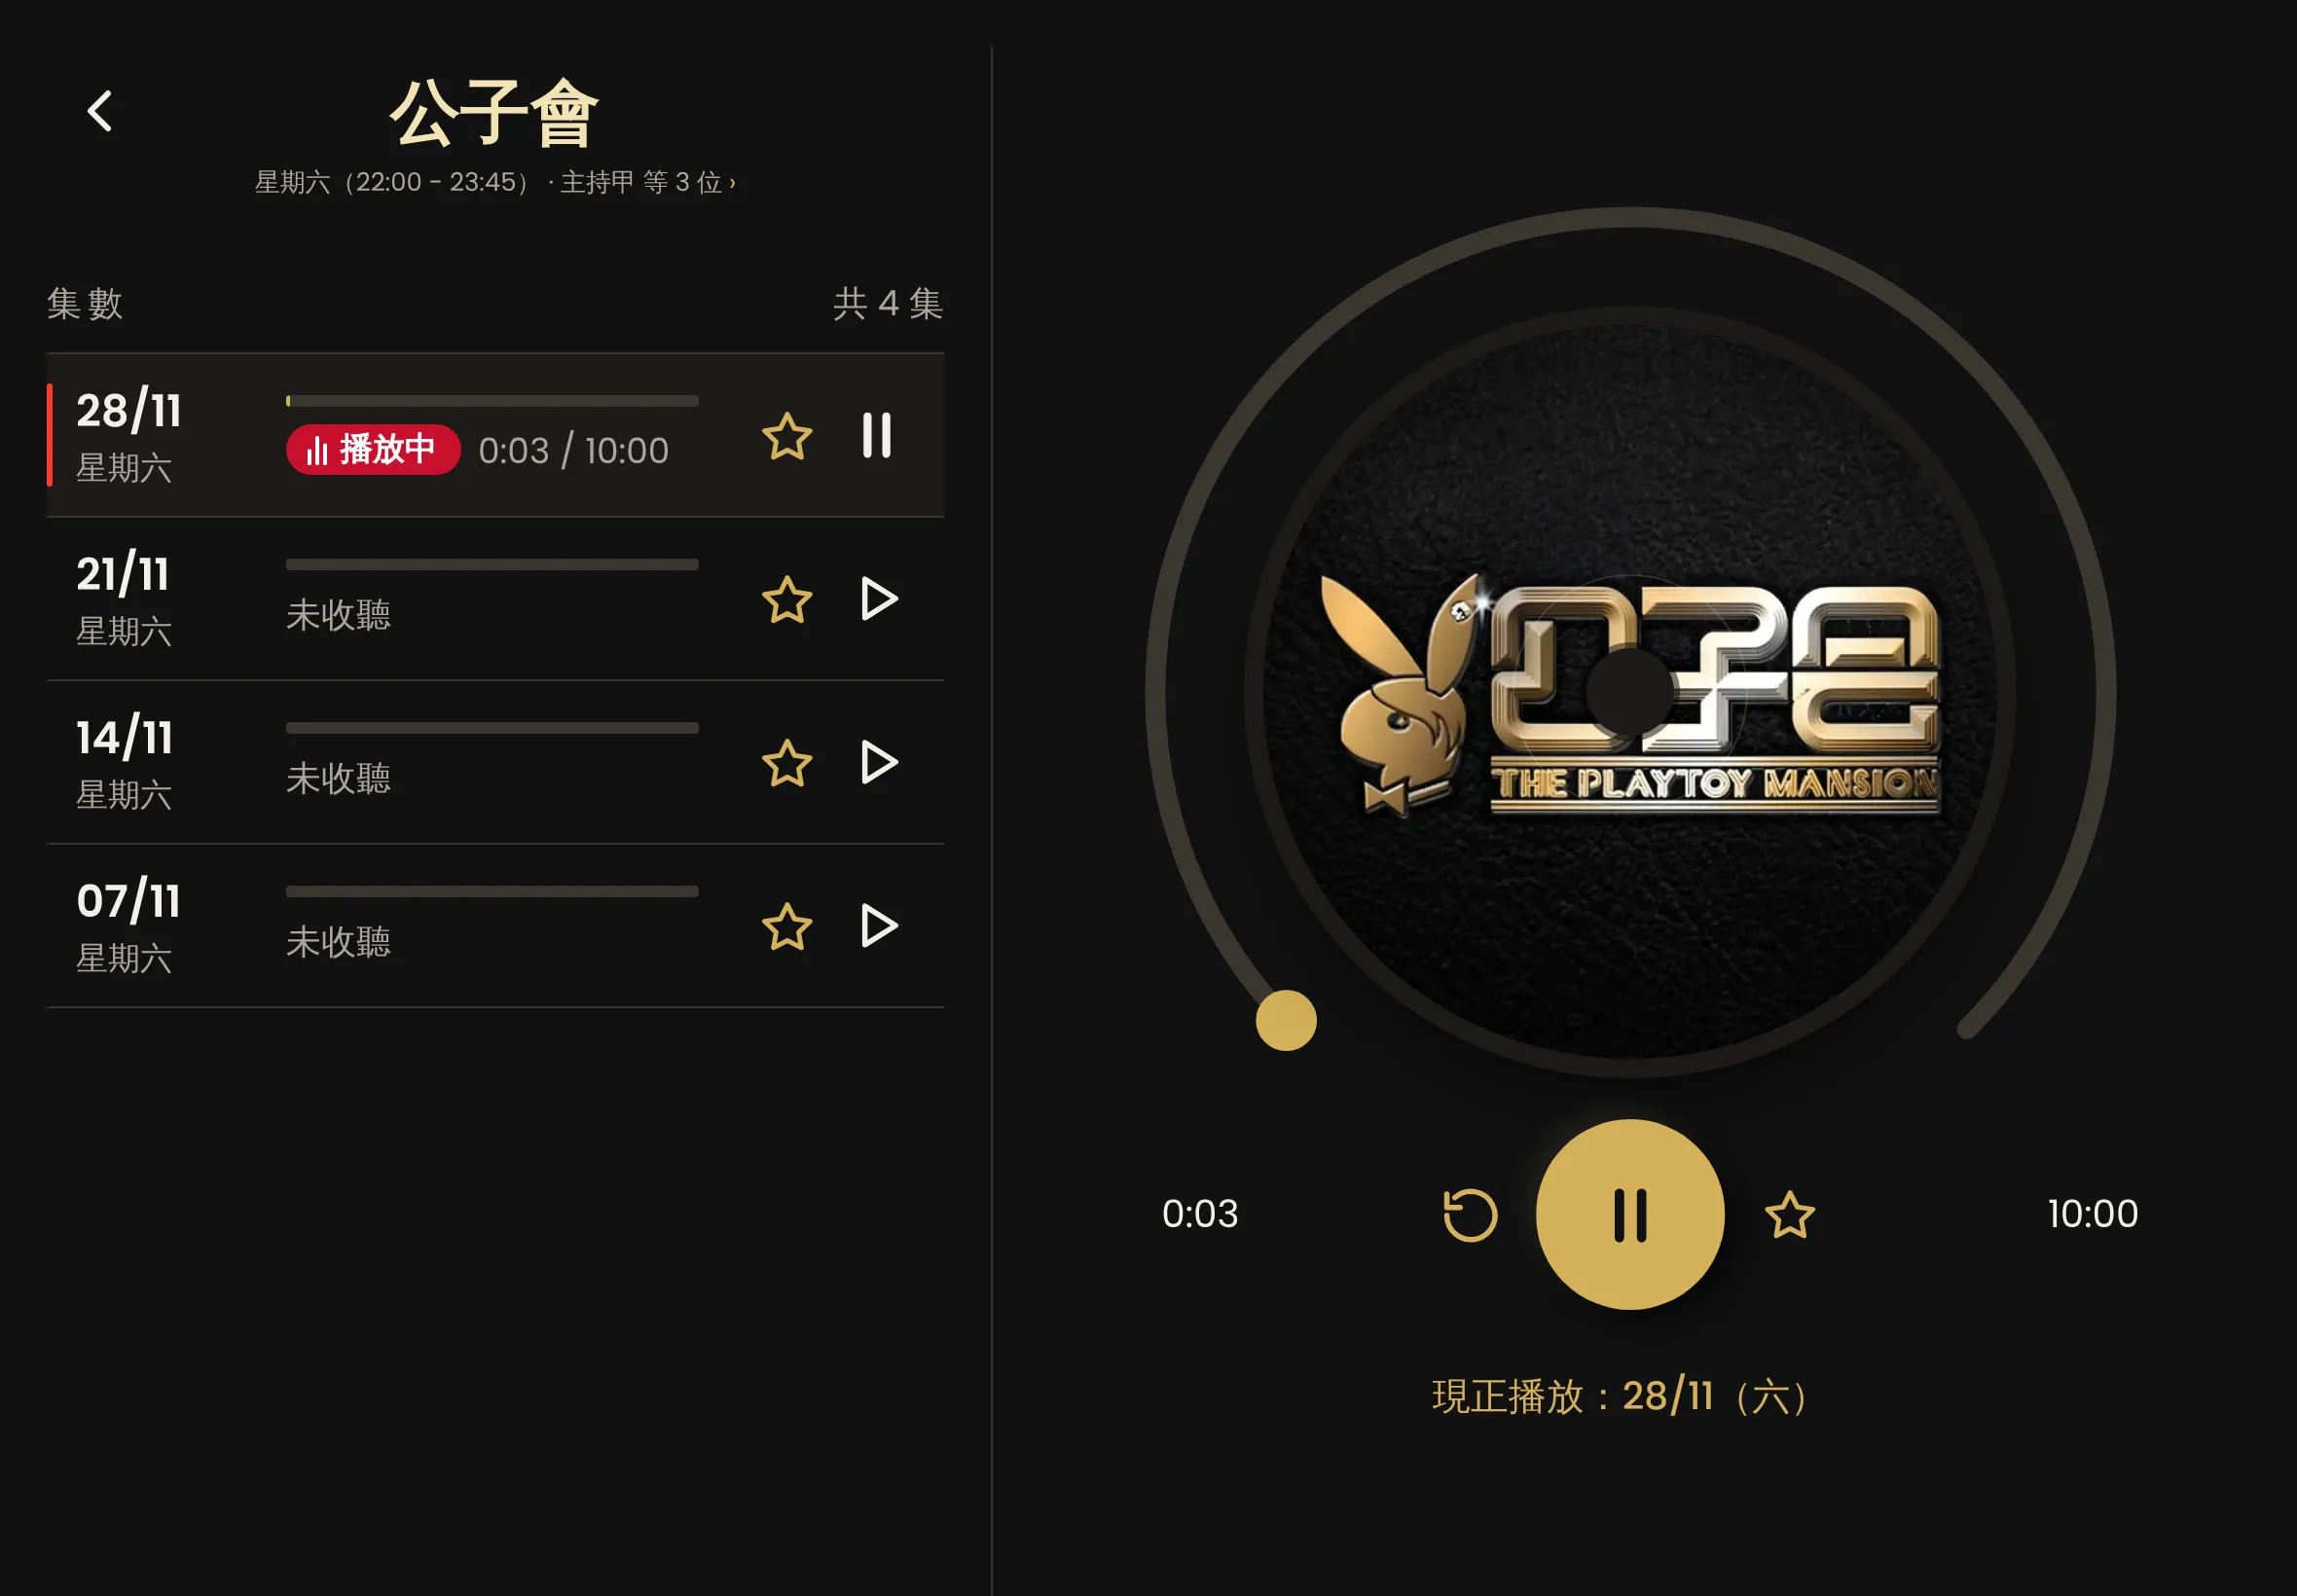 公子會
星期六（22:00 - 23:45） · 主持甲 等 3 位 ›
集數
共 4 集
28/11
星期六
播放中
0:03 / 10:00
21/11
星期六
未收聽
14/11
星期六
未收聽
07/11
星期六
未收聽
THE PLAYTOY MANSION
0:03
10:00
現正播放：28/11（六）